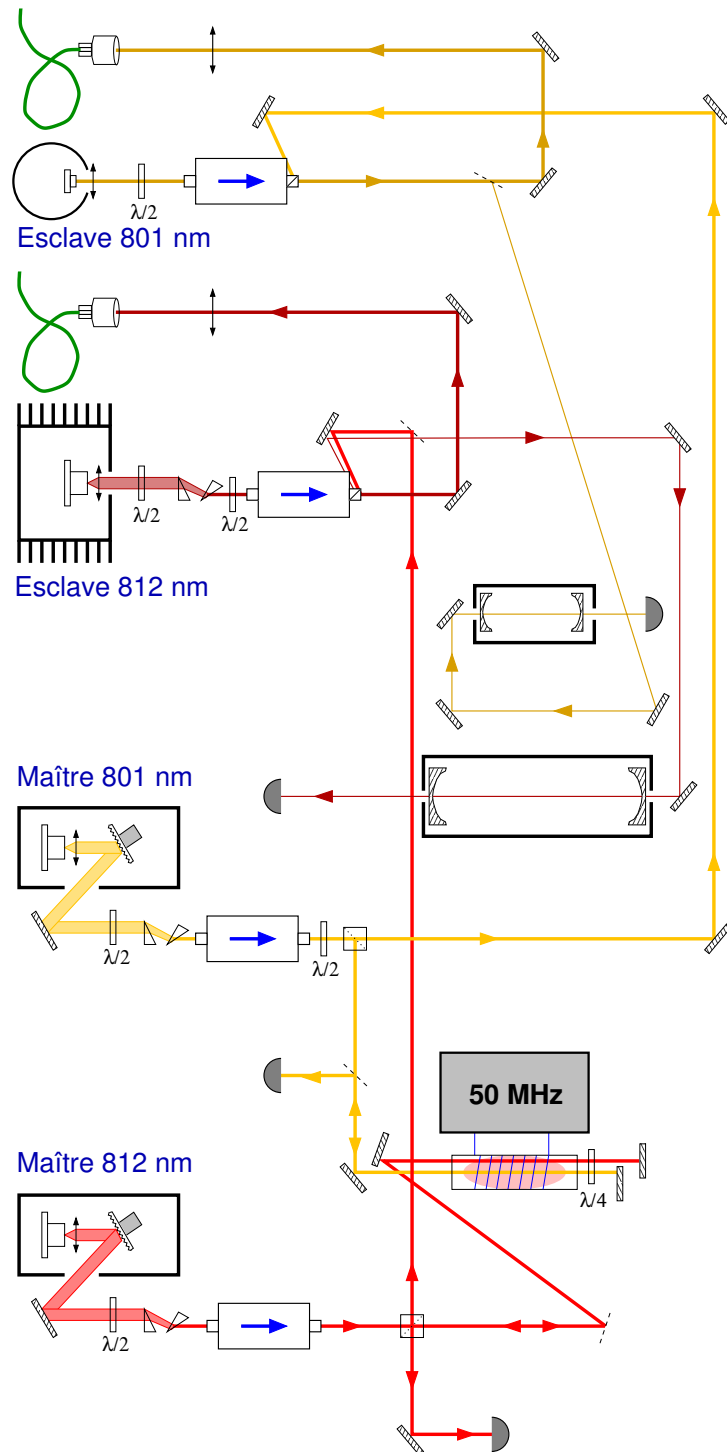 λ/2
Esclave 801 nm
λ/2
λ/2
Esclave 812 nm
Maître 801 nm
λ/2
λ/2
50 MHz
Maître 812 nm
λ/4
λ/2